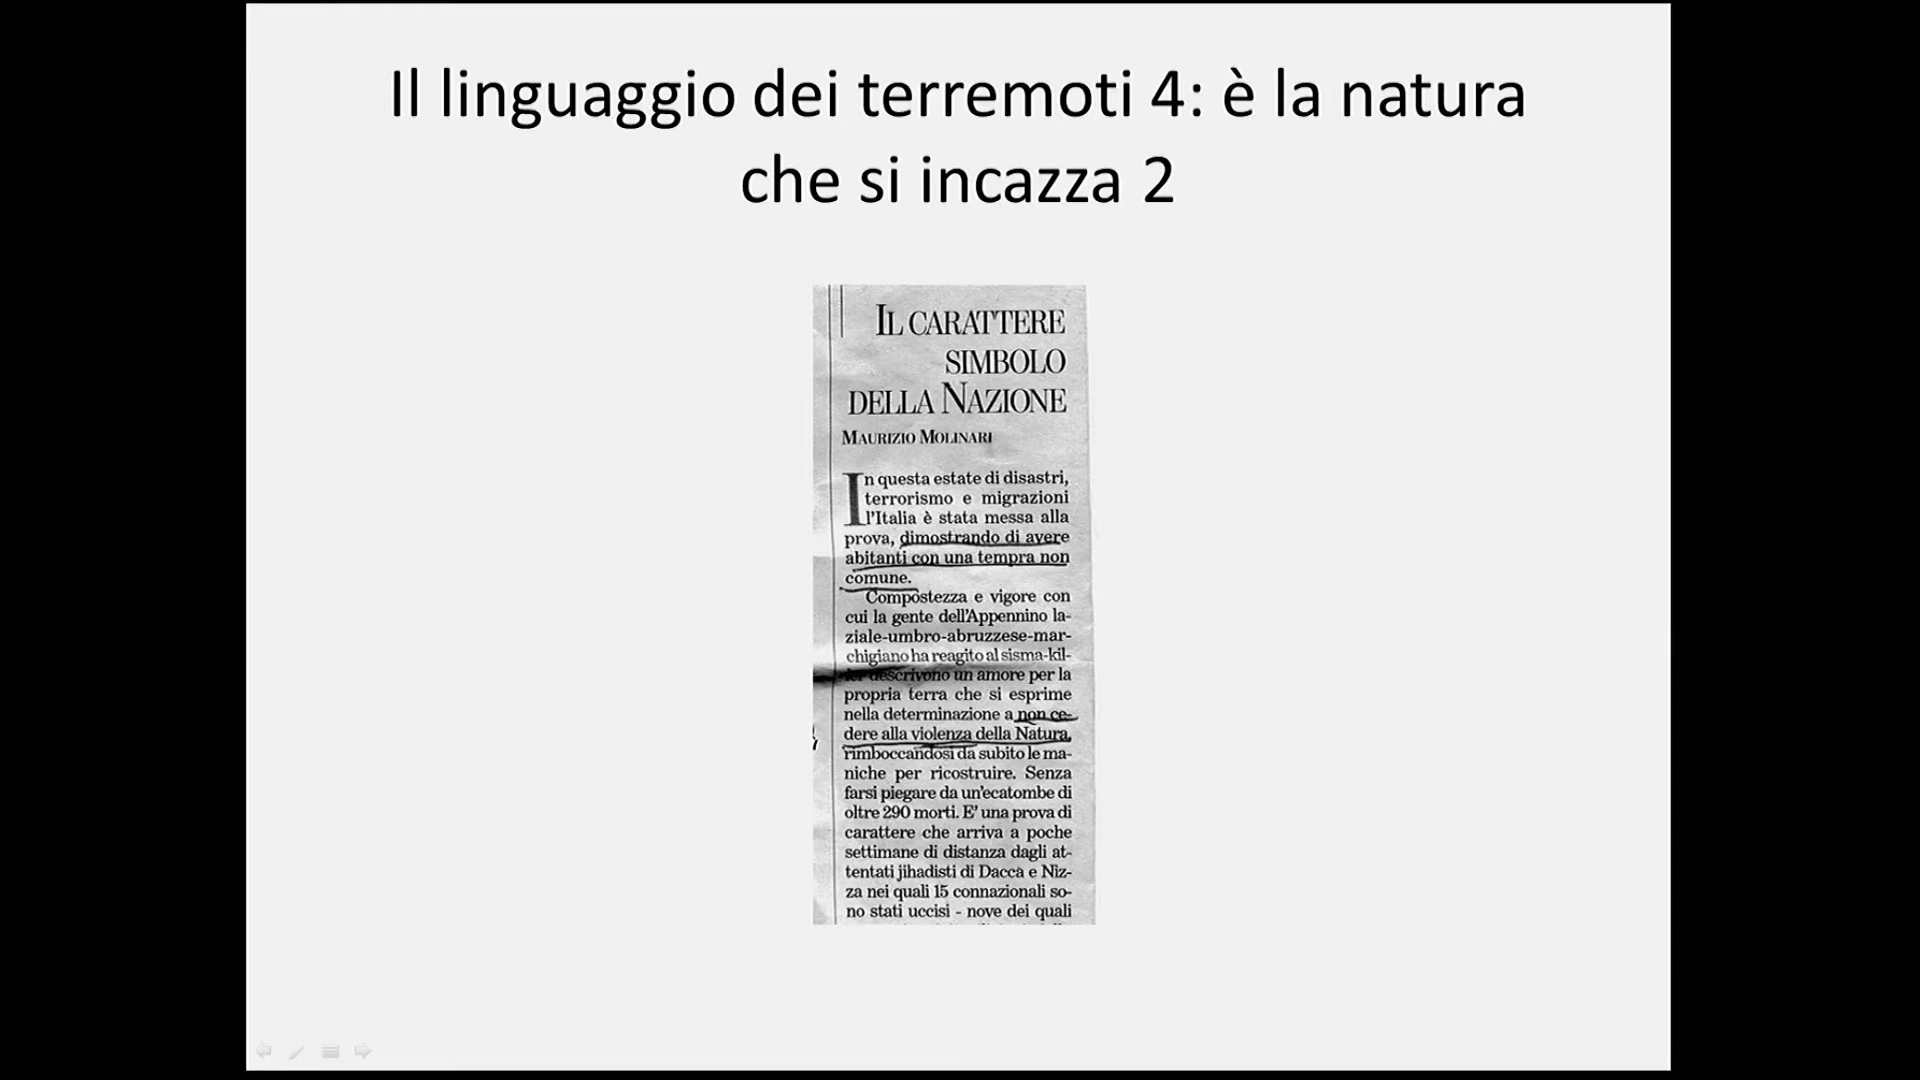 Il linguaggio dei terremoti 4: è la natura
che si incazza 2
IL CARATTERE
SIMBOLO
DELLA NAZIONE
MAURIZIO MOLINARI
In questa estate di disastri,
terrorismo e migrazioni
l'Italia è stata messa alla
prova, dimostrando di avere
abitanti con una tempra non
comune.
Compostezza e vigore con
cui la gente dell'Appennino la-
ziale-umbro-abruzzese-mar-
chigiano ha reagito al sisma-kil-
ler descrivono un amore per la
propria terra che si esprime
nella determinazione a non ce-
dere alla violenza della Natura,
rimboccandosi da subito le ma-
niche per ricostruire. Senza
farsi piegare da un'ecatombe di
oltre 290 morti. E' una prova di
carattere che arriva a poche
settimane di distanza dagli at-
tentati jihadisti di Dacca e Niz-
za nei quali 15 connazionali so-
no stati uccisi - nove dei quali